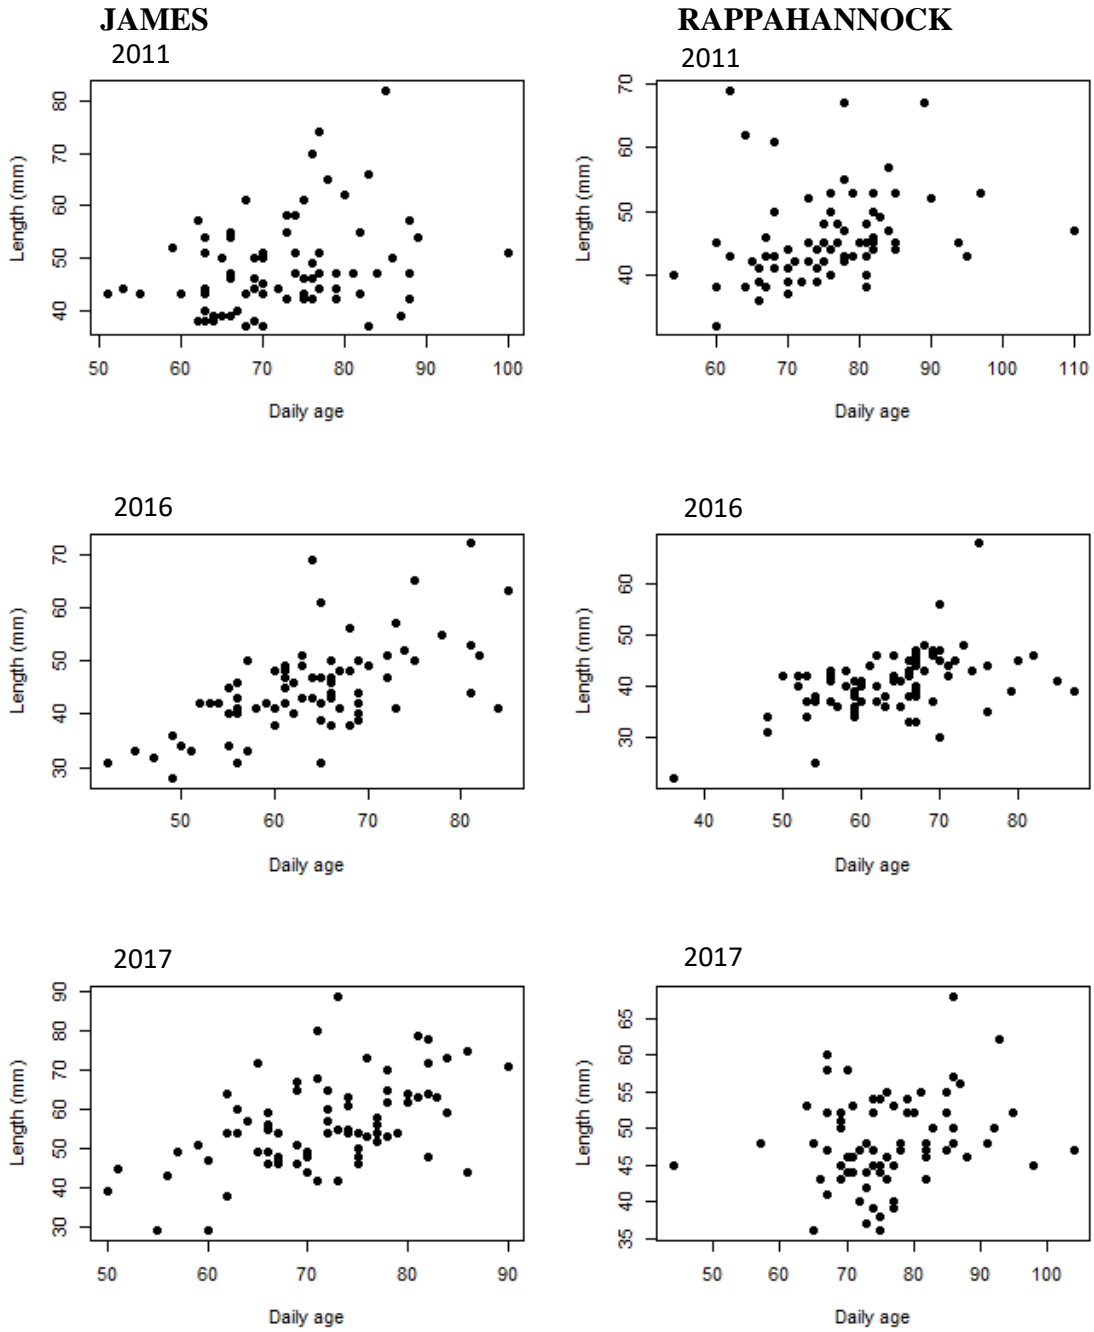 JAMES
RAPPAHANNOCK
2011
2011
Length (mm)
40 50 60 70 80
50 60 70 80 90 100
Daily age
Length (mm)
40 50 60 70
60 70 80 90 100 110
Daily age
2016
2016
Length (mm)
30 40 50 60 70
50 60 70 80
Daily age
Length (mm)
30 40 50 60
40 50 60 70 80
Daily age
2017
2017
Length (mm)
30 40 50 60 70 80 90
50 60 70 80 90
Daily age
Length (mm)
35 40 45 50 55 60 65
50 60 70 80 90 100
Daily age